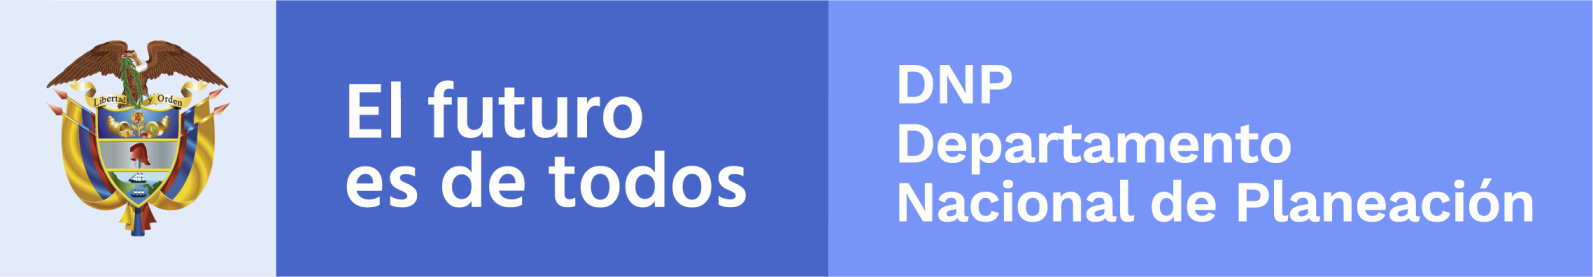 Libertad y Orden
El futuro
es de todos
DNP
Departamento
Nacional de Planeación